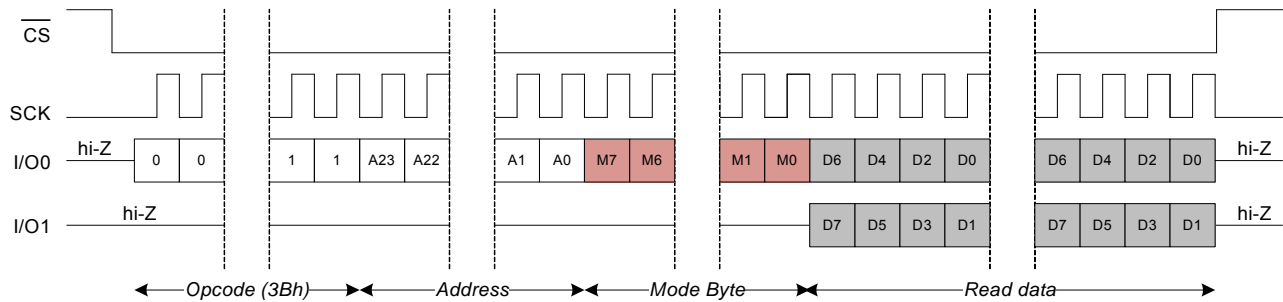 CS
SCK
I/O0 hi-Z 0 0 1 1 A23 A22 A1 A0 M7 M6 M1 M0 D6 D4 D2 D0 D6 D4 D2 D0 hi-Z
hi-Z
I/O1 D7 D5 D3 D1 D7 D5 D3 D1 hi-Z
Opcode (3Bh) Address Mode Byte Read data